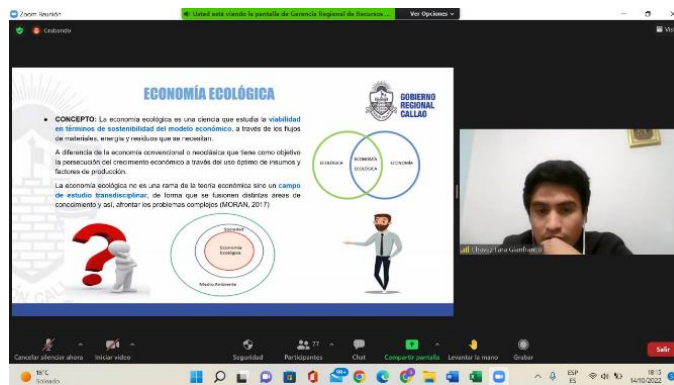 Zoom Reunión
Usted está viendo la pantalla de Gerencia Regional de Recursos ...
Ver Opciones
Grabando
ECONOMÍA ECOLÓGICA
GOBIERNO
REGIONAL
CALLAO
CONCEPTO: La economía ecológica es una ciencia que estudia la viabilidad
en términos de sostenibilidad del modelo económico, a través de los flujos
de materiales, energía y residuos que se necesitan.
A diferencia de la economía convencional o neoclásica que tiene como objetivo
la persecución del crecimiento económico a través del uso óptimo de insumos y
factores de producción.
La economía ecológica no es una rama de la teoría económica sino un campo
de estudio transdisciplinar, de forma que se fusionen distintas áreas de
conocimiento y así, afrontar los problemas complejos (MORAN, 2017)
ECOLÓGICA
ECONOMÍA
ECOLÓGICA
ECONOMÍA
Sociedad
Economía
Ecológica
Medio Ambiente
Cancelar silenciar ahora
Iniciar video
Seguridad
77
Participantes
Chat
Compartir pantalla
Levantar la mano
Grabar
Salir
16°C
Soleado
99+
ESP
ES
18:15
14/10/2022